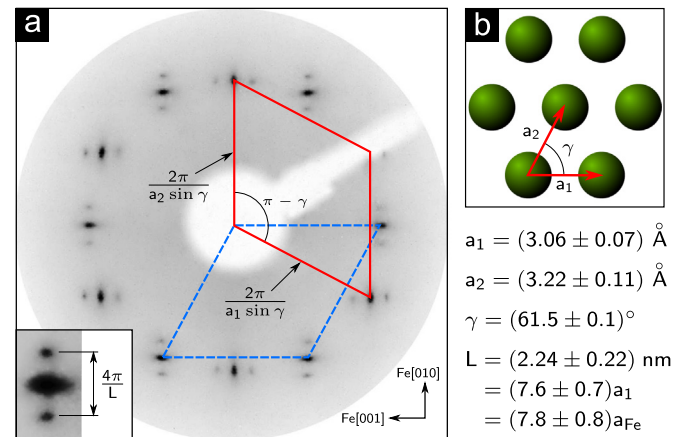 a
2π
a₂ sin γ
π − γ
2π
a₁ sin γ
4π
L
Fe[010]
Fe[001]
b
a₂
γ
a₁
a₁ = (3.06 ± 0.07) Å
a₂ = (3.22 ± 0.11) Å
γ = (61.5 ± 0.1)°
L = (2.24 ± 0.22) nm
= (7.6 ± 0.7)a₁
= (7.8 ± 0.8)a_Fe